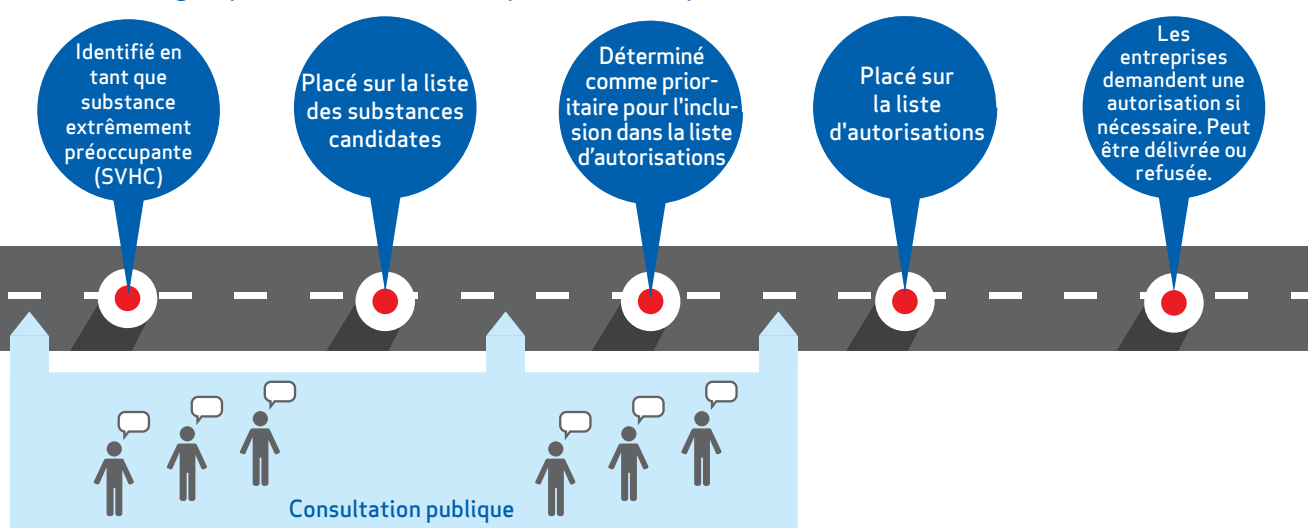 Identifié en
tant que
substance
extrêmement
préoccupante
(SVHC)
Placé sur la liste
des substances
candidates
Déterminé
comme prior-
itaire pour l'inclu-
sion dans la liste
d’autorisations
Placé sur
la liste
d'autorisations
Les
entreprises
demandent une
autorisation si
nécessaire. Peut
être délivrée ou
refusée.
Consultation publique